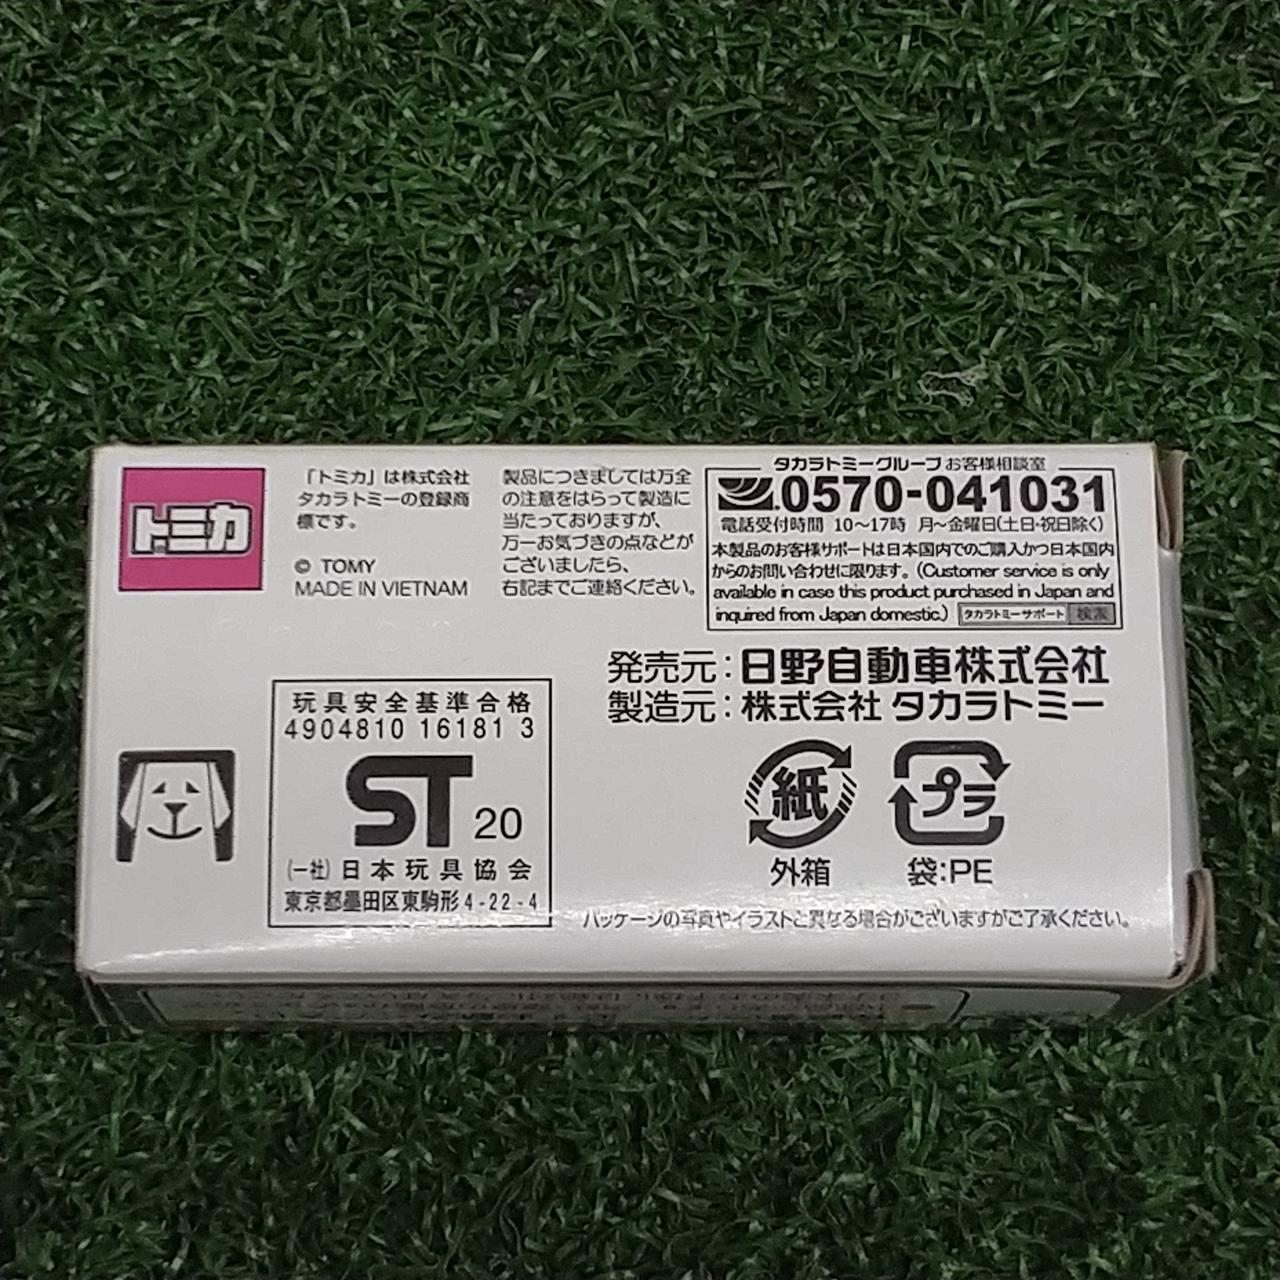 トミカ
「トミカ」は株式会社
タカラトミーの登録商
標です。
© TOMY
MADE IN VIETNAM
製品につきましては万全
の注意をはらって製造に
当たっておりますが、
万一お気づきの点などが
ございましたら、
右記までご連絡ください。
タカラトミーグループ お客様相談室
0570-041031
電話受付時間 10〜17時 月〜金曜日(土日・祝日除く)
本製品のお客様サポートは日本国内でのご購入かつ日本国内
からのお問い合わせに限ります。(Customer service is only
available in case this product purchased in Japan and
inquired from Japan domestic.) タカラトミーサポート 検索
発売元:日野自動車株式会社
製造元:株式会社 タカラトミー
玩具安全基準合格
4904810 16181 3
ST 20
(一社)日本玩具協会
東京都墨田区東駒形4-22-4
紙
外箱
プラ
袋:PE
パッケージの写真やイラストと異なる場合がございますがご了承ください。